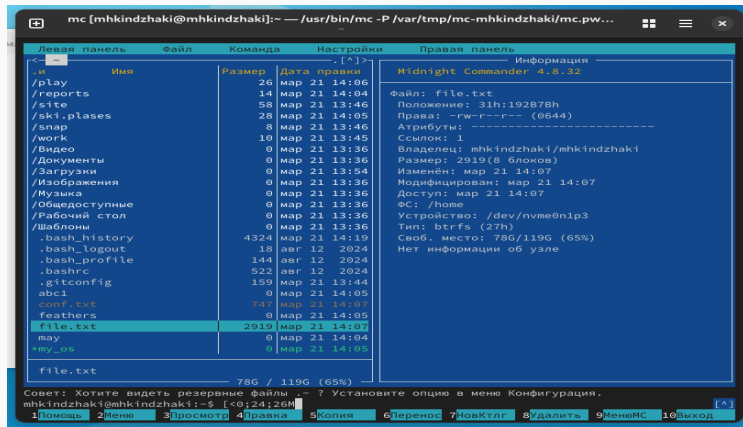 mc [mhkindzhaki@mhkindzhaki]:~ — /usr/bin/mc -P /var/tmp/mc-mhkindzhaki/mc.pw...
Левая панель Файл Команда Настройки Правая панель
<- ~ .[^]>
.и Имя Размер Дата правки
/play 26 мар 21 14:06
/reports 14 мар 21 14:04
/site 58 мар 21 13:46
/ski.plases 28 мар 21 14:05
/snap 8 мар 21 13:46
/work 10 мар 21 13:45
/Видео 0 мар 21 13:36
/Документы 0 мар 21 13:36
/Загрузки 0 мар 21 13:54
/Изображения 0 мар 21 13:36
/Музыка 0 мар 21 13:36
/Общедоступные 0 мар 21 13:36
/Рабочий стол 0 мар 21 13:36
/Шаблоны 0 мар 21 13:36
.bash_history 4324 мар 21 14:19
.bash_logout 18 авг 12 2024
.bash_profile 144 авг 12 2024
.bashrc 522 авг 12 2024
.gitconfig 159 мар 21 13:44
abc1 0 мар 21 14:05
conf.txt 747 мар 21 14:07
feathers 0 мар 21 14:05
file.txt 2919 мар 21 14:07
may 0 мар 21 14:04
*my_os 0 мар 21 14:05
file.txt
78G / 119G (65%)
Информация
Midnight Commander 4.8.32
Файл: file.txt
Положение: 31h:192B7Bh
Права: -rw-r--r-- (0644)
Атрибуты: --------------------------
Ссылок: 1
Владелец: mhkindzhaki/mhkindzhaki
Размер: 2919(8 блоков)
Изменён: мар 21 14:07
Модифицирован: мар 21 14:07
Доступ: мар 21 14:07
ФС: /home
Устройство: /dev/nvme0n1p3
Тип: btrfs (27h)
Своб. место: 78G/119G (65%)
Нет информации об узле
Совет: Хотите видеть резервные файлы .~ ? Установите опцию в меню Конфигурация.
mhkindzhaki@mhkindzhaki:~$ [<0;24;26M [^]
1Помощь 2Меню 3Просмотр 4Правка 5Копия 6Перенос 7НовКтлг 8Удалить 9МенюMC 10Выход